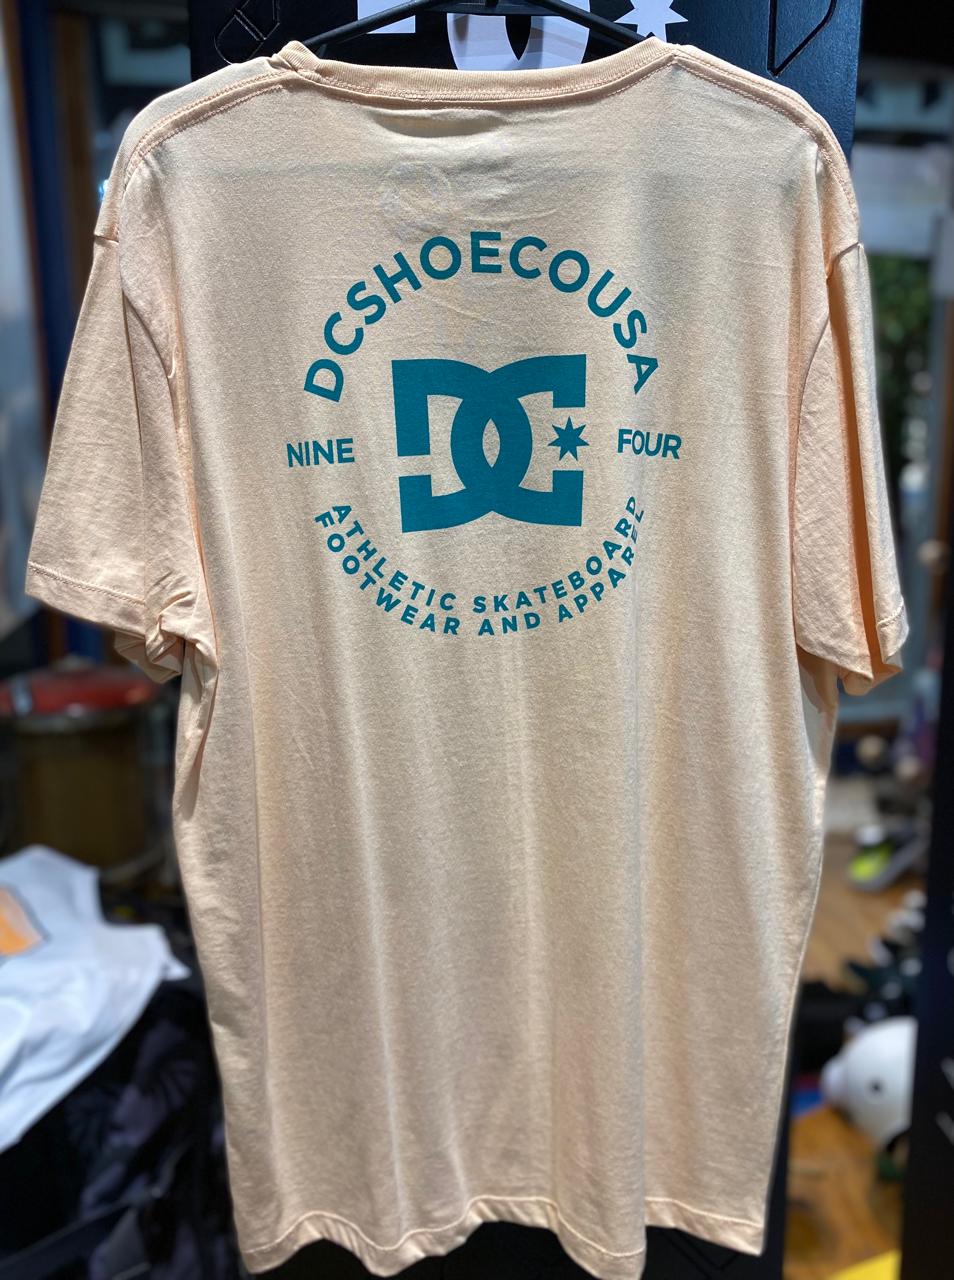 DCSHOECOUSA
NINE
DC
FOUR
ATHLETIC SKATEBOARD
FOOTWEAR AND APPAREL